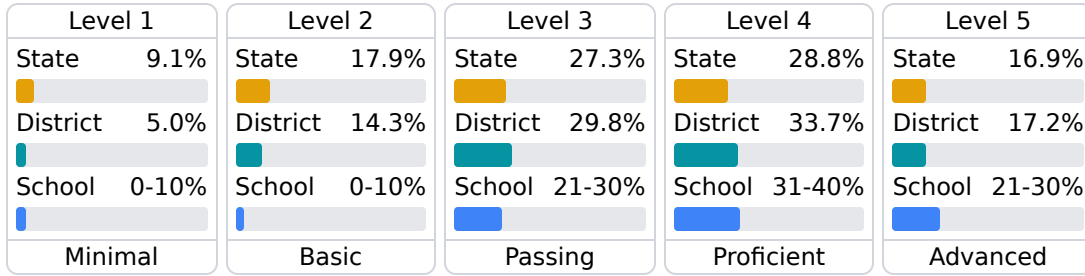 Level 1
State 9.1%
District 5.0%
School 0-10%
Minimal
Level 2
State 17.9%
District 14.3%
School 0-10%
Basic
Level 3
State 27.3%
District 29.8%
School 21-30%
Passing
Level 4
State 28.8%
District 33.7%
School 31-40%
Proficient
Level 5
State 16.9%
District 17.2%
School 21-30%
Advanced